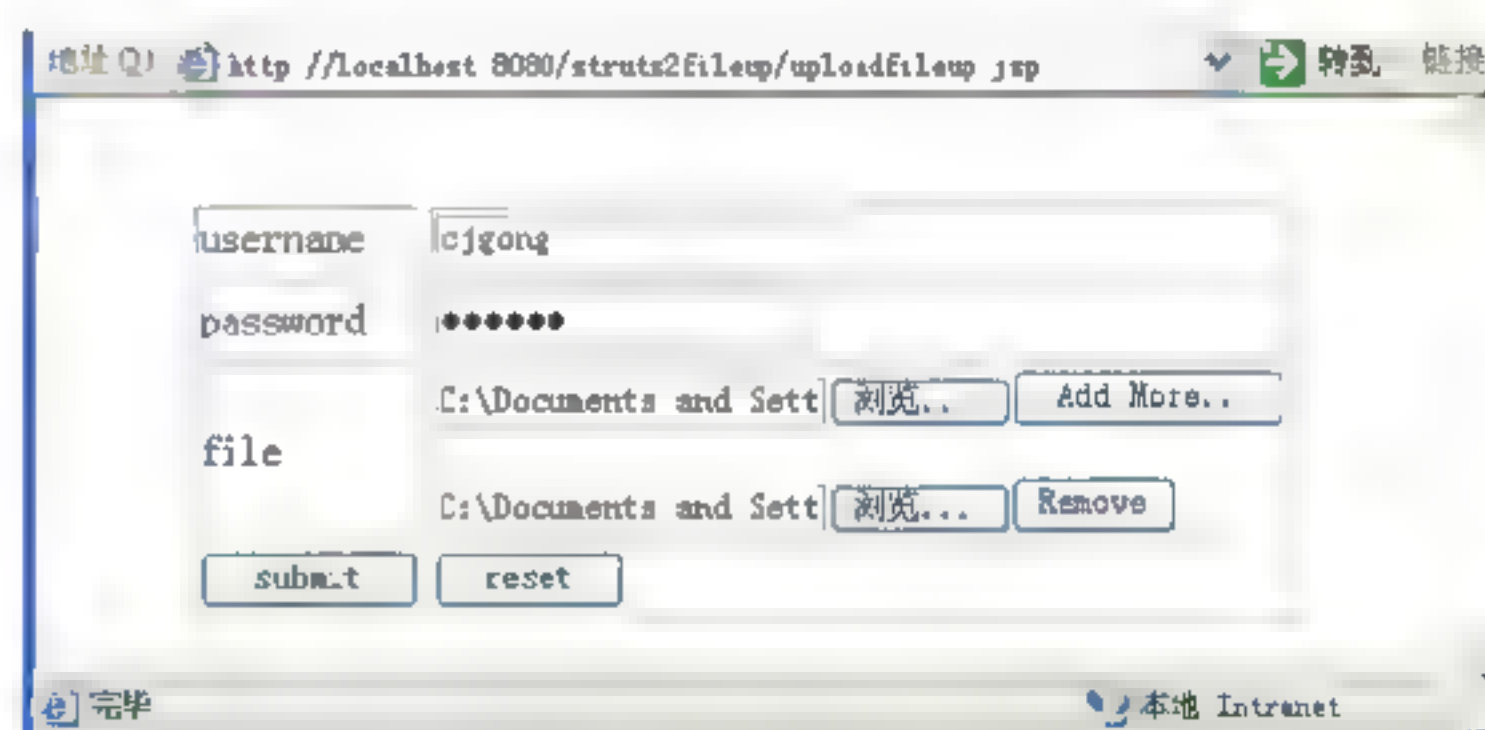 地址(D) http //localhost 8080/struts2fileup/uploadfileup jsp 转到 链接
username cjgong
password ●●●●●●
file
C:\Documents and Sett 浏览.. Add More..
C:\Documents and Sett 浏览... Remove
submit reset
完毕 本地 Intranet